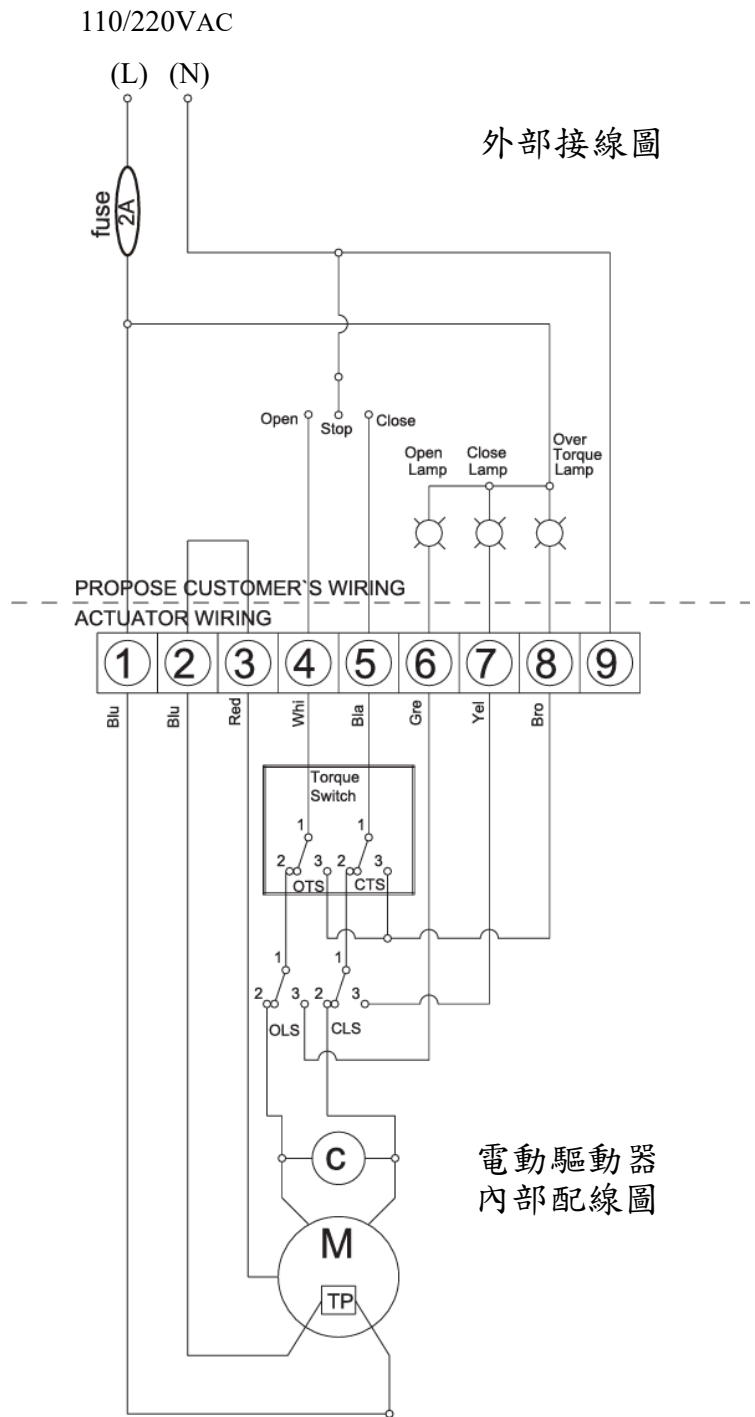 110/220VAC
(L) (N)
外部接線圖
fuse
2A
Open
Stop
Close
Open
Lamp
Close
Lamp
Over
Torque
Lamp
PROPOSE CUSTOMER`S WIRING
ACTUATOR WIRING
1 2 3 4 5 6 7 8 9
Blu Blu Red Whi Bla Gre Yel Bro
Torque
Switch
1 1
2 3 2 3
OTS CTS
1 1
2 3 2 3
OLS CLS
C
電動驅動器
內部配線圖
M
TP